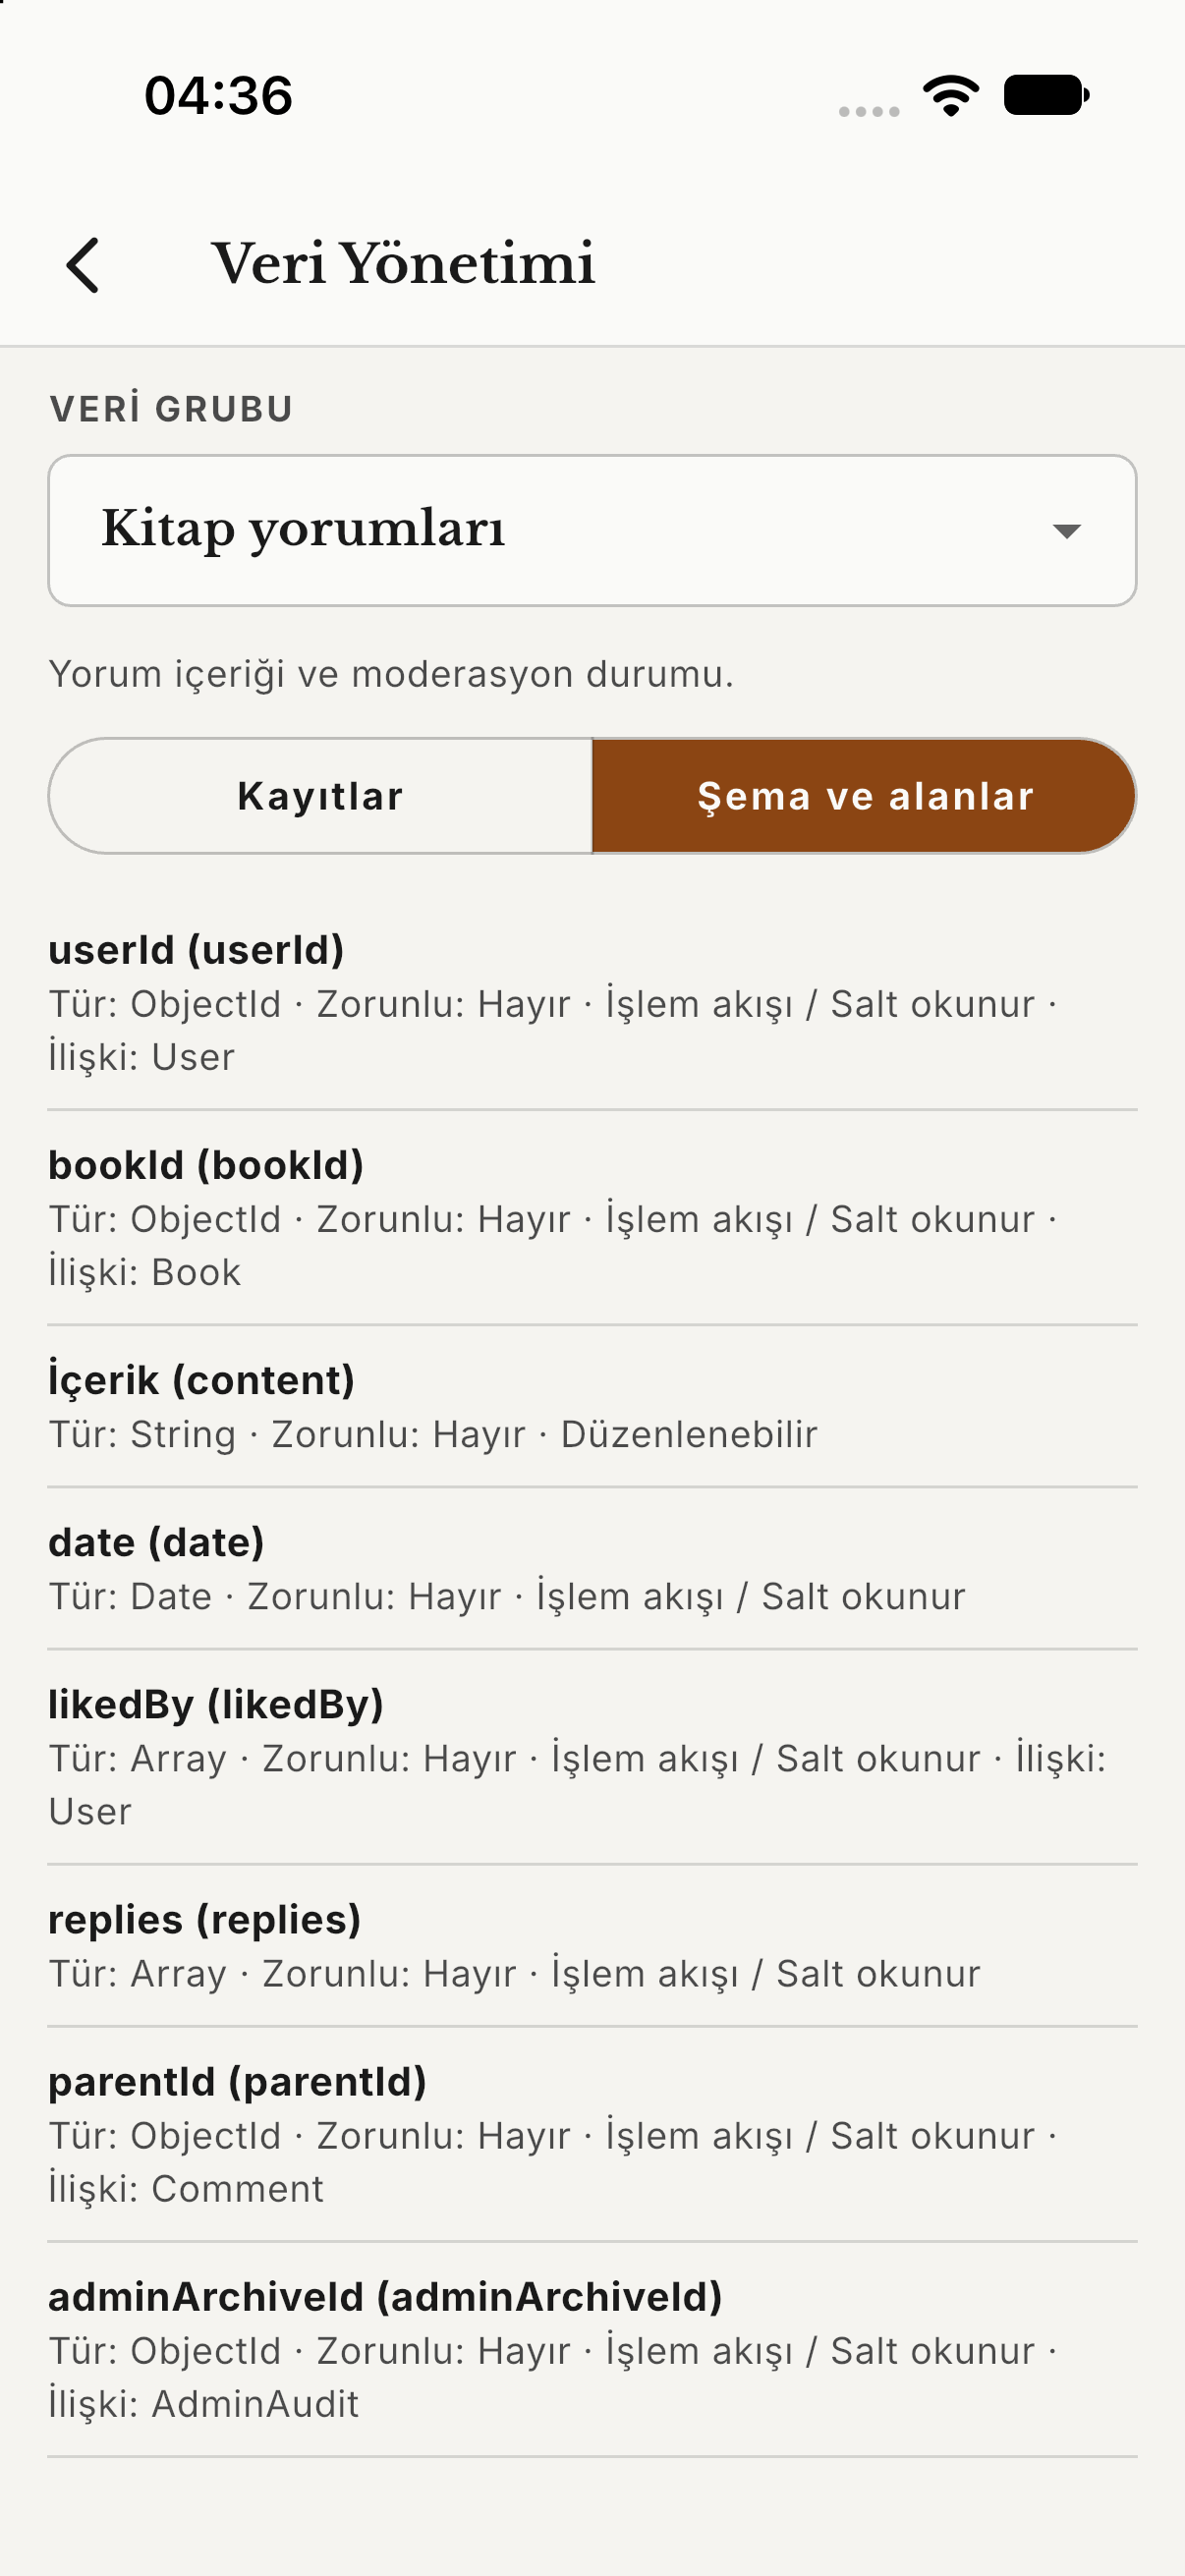 04:36
Veri Yönetimi
VERİ GRUBU
Kitap yorumları
Yorum içeriği ve moderasyon durumu.
Kayıtlar
Şema ve alanlar
userId (userId)
Tür: ObjectId · Zorunlu: Hayır · İşlem akışı / Salt okunur ·
İlişki: User
bookId (bookId)
Tür: ObjectId · Zorunlu: Hayır · İşlem akışı / Salt okunur ·
İlişki: Book
İçerik (content)
Tür: String · Zorunlu: Hayır · Düzenlenebilir
date (date)
Tür: Date · Zorunlu: Hayır · İşlem akışı / Salt okunur
likedBy (likedBy)
Tür: Array · Zorunlu: Hayır · İşlem akışı / Salt okunur · İlişki:
User
replies (replies)
Tür: Array · Zorunlu: Hayır · İşlem akışı / Salt okunur
parentId (parentId)
Tür: ObjectId · Zorunlu: Hayır · İşlem akışı / Salt okunur ·
İlişki: Comment
adminArchiveId (adminArchiveId)
Tür: ObjectId · Zorunlu: Hayır · İşlem akışı / Salt okunur ·
İlişki: AdminAudit